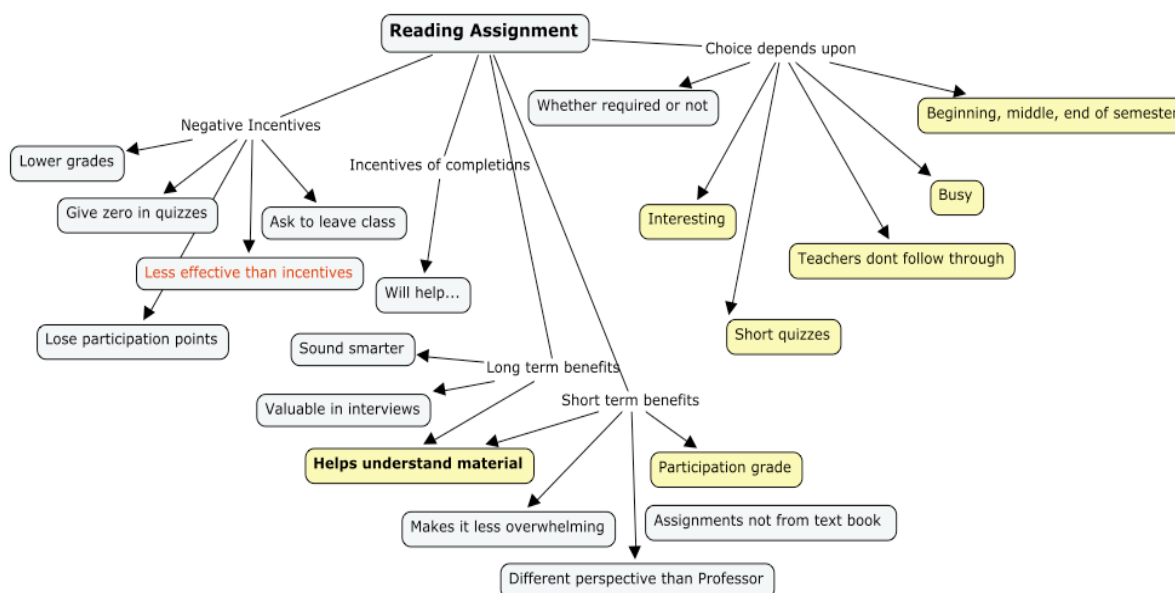 Reading Assignment
Choice depends upon
Whether required or not
Beginning, middle, end of semester
Negative Incentives
Lower grades
Incentives of completions
Give zero in quizzes
Ask to leave class
Interesting
Busy
Less effective than incentives
Teachers dont follow through
Will help...
Lose participation points
Short quizzes
Sound smarter
Long term benefits
Valuable in interviews
Short term benefits
Helps understand material
Participation grade
Makes it less overwhelming
Assignments not from text book
Different perspective than Professor